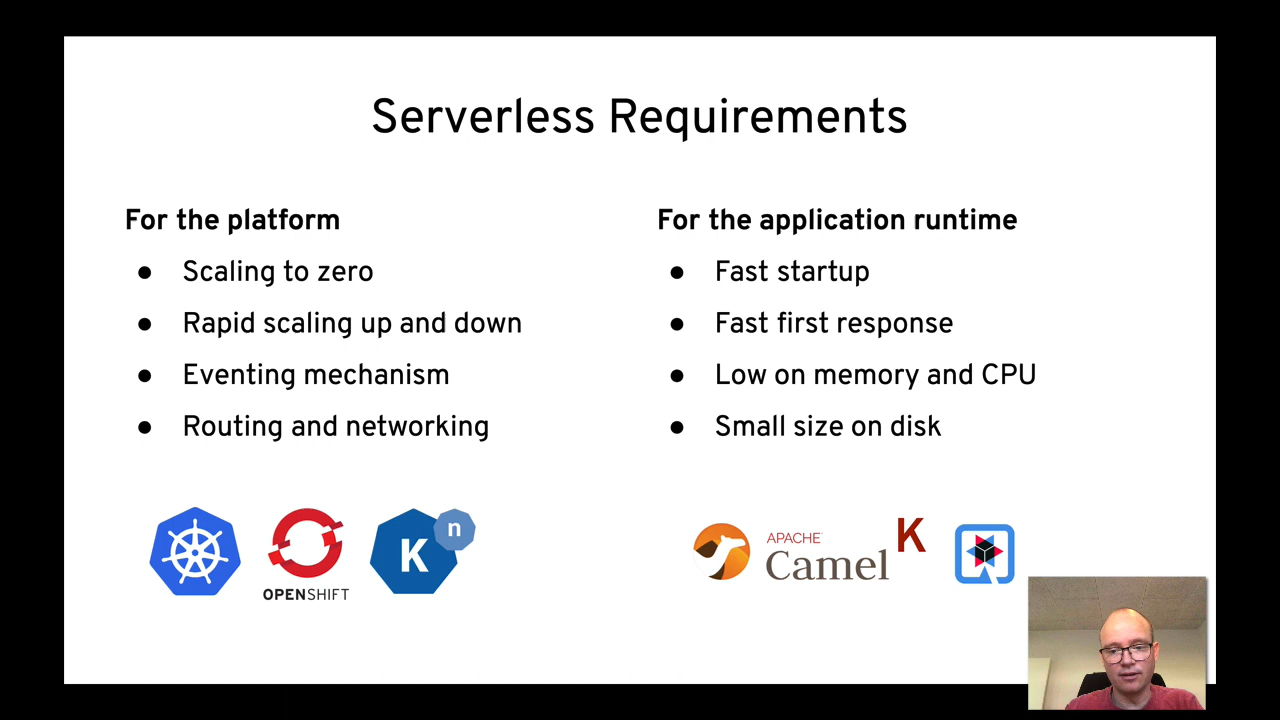 Serverless Requirements
For the platform
● Scaling to zero
● Rapid scaling up and down
● Eventing mechanism
● Routing and networking
For the application runtime
● Fast startup
● Fast first response
● Low on memory and CPU
● Small size on disk
OPENSHIFT
K n
APACHE
Camel K